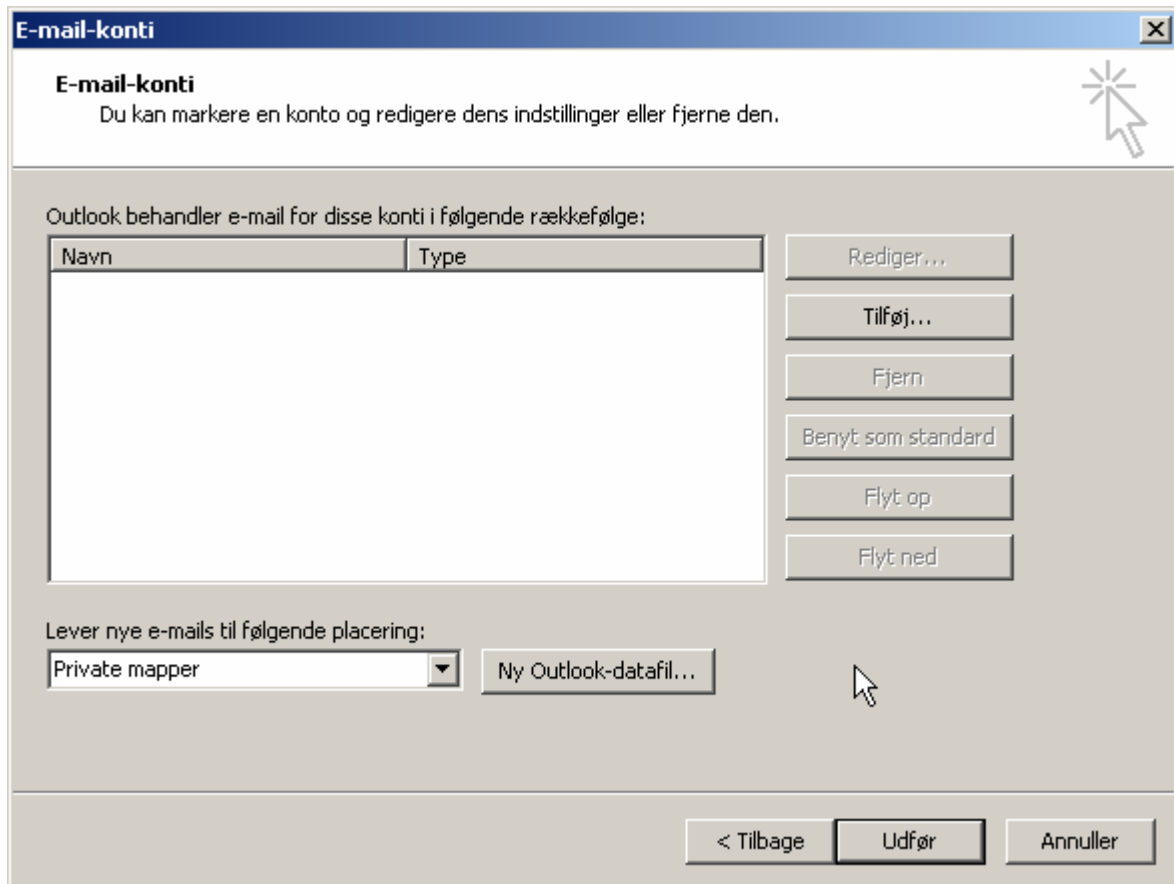 E-mail-konti
E-mail-konti
Du kan markere en konto og redigere dens indstillinger eller fjerne den.
Outlook behandler e-mail for disse konti i følgende rækkefølge:
Navn Type
Rediger...
Tilføj...
Fjern
Benyt som standard
Flyt op
Flyt ned
Lever nye e-mails til følgende placering:
Private mapper Ny Outlook-datafil...
< Tilbage Udfør Annuller